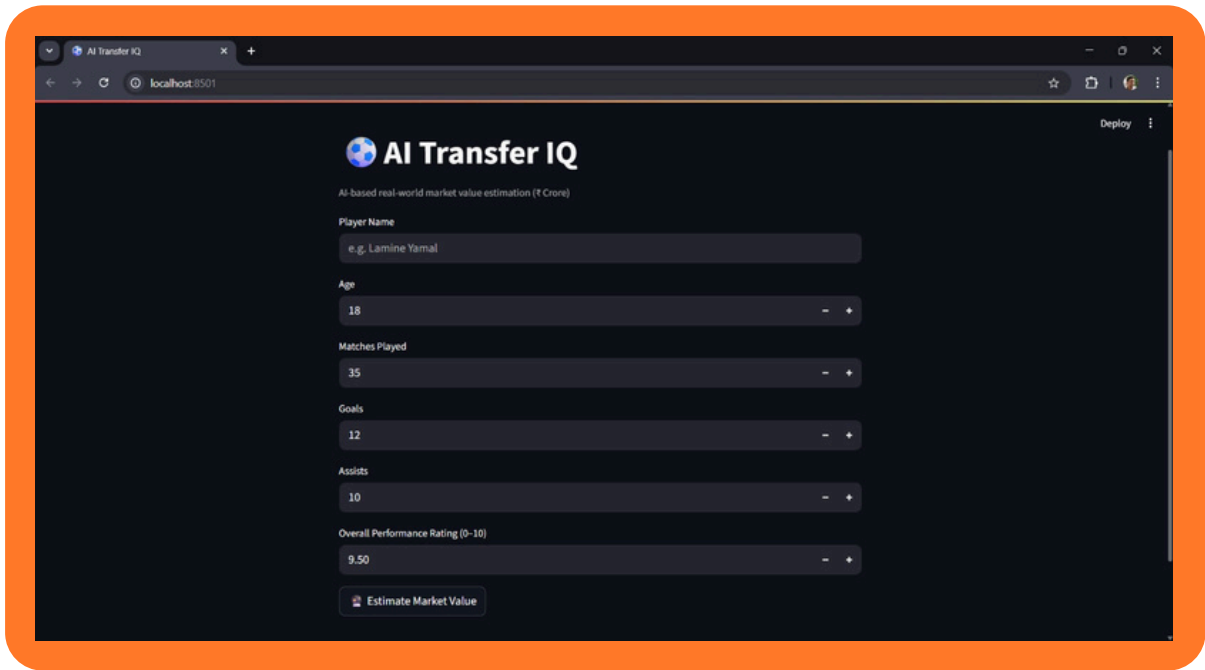 AI Transfer IQ
localhost:8501
Deploy
AI Transfer IQ
AI-based real-world market value estimation (₹ Crore)
Player Name
e.g. Lamine Yamal
Age
18
Matches Played
35
Goals
12
Assists
10
Overall Performance Rating (0–10)
9.50
Estimate Market Value